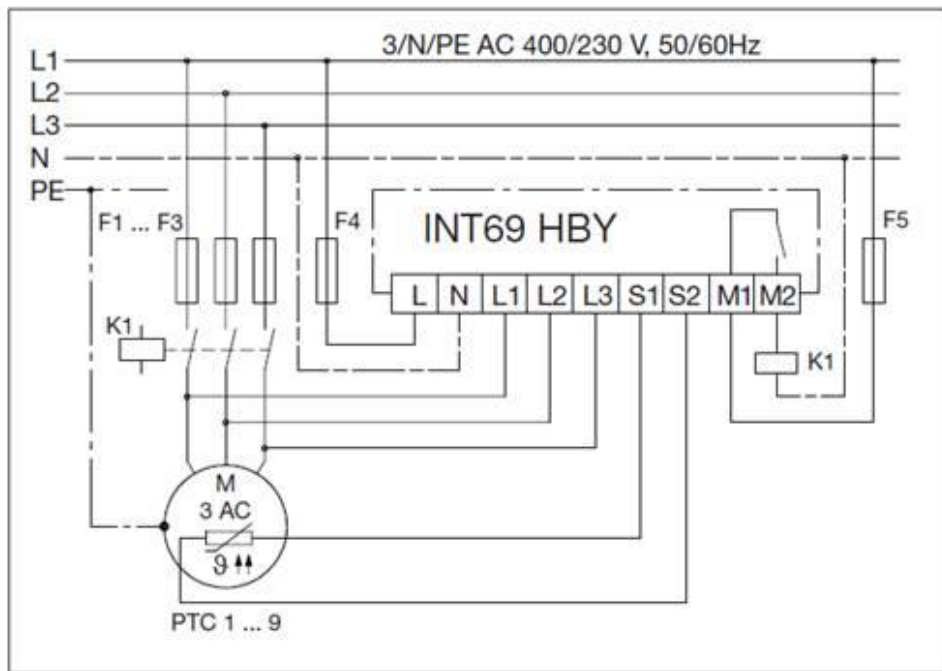 3/N/PE AC 400/230 V, 50/60Hz
L1
L2
L3
N
PE
F1 ... F3
F4
INT69 HBY
F5
L N L1 L2 L3 S1 S2 M1 M2
K1
K1
M
3 AC
ϑ
PTC 1 ... 9